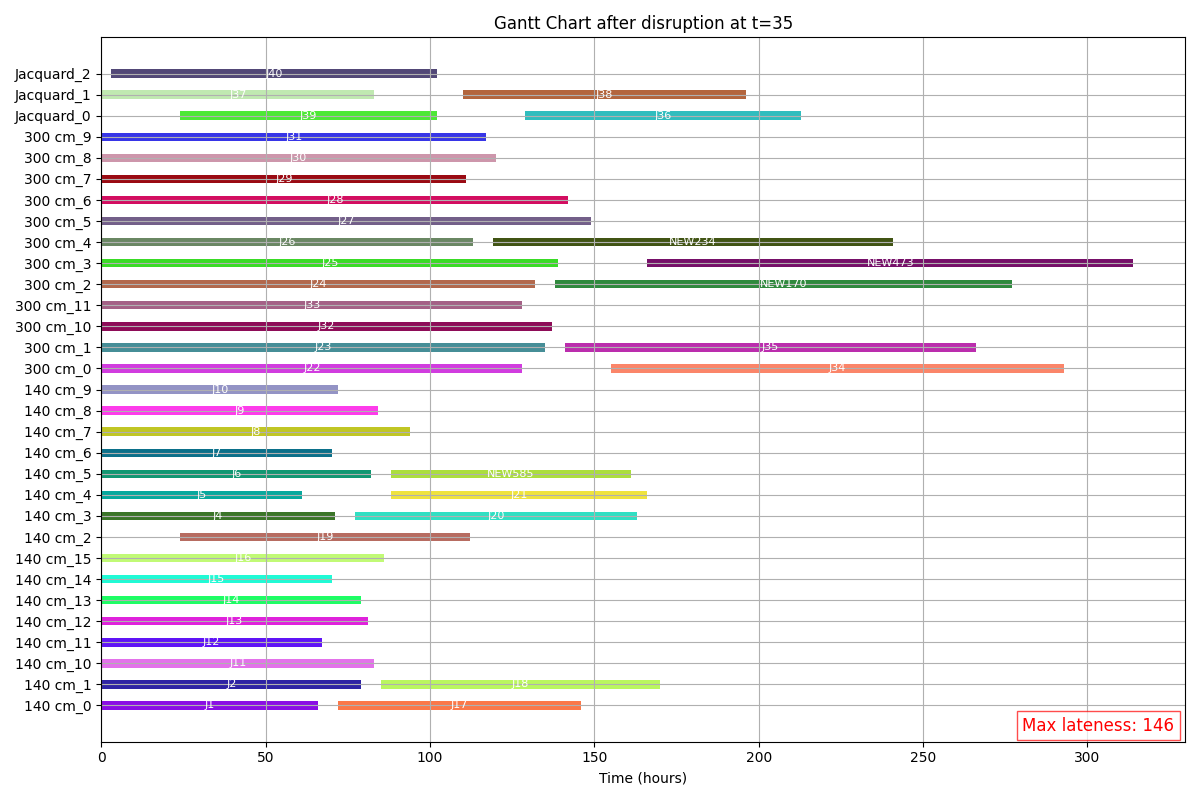 Gantt Chart after disruption at t=35
Jacquard_2 J40
Jacquard_1 J37 J38
Jacquard_0 J39 J36
300 cm_9 J31
300 cm_8 J30
300 cm_7 J29
300 cm_6 J28
300 cm_5 J27
300 cm_4 J26 NEW234
300 cm_3 J25 NEW473
300 cm_2 J24 NEW170
300 cm_11 J33
300 cm_10 J32
300 cm_1 J23 J35
300 cm_0 J22 J34
140 cm_9 J10
140 cm_8 J9
140 cm_7 J8
140 cm_6 J7
140 cm_5 J6 NEW585
140 cm_4 J5 J21
140 cm_3 J4 J20
140 cm_2 J19
140 cm_15 J16
140 cm_14 J15
140 cm_13 J14
140 cm_12 J13
140 cm_11 J12
140 cm_10 J11
140 cm_1 J2 J18
140 cm_0 J1 J17
Max lateness: 146
0 50 100 150 200 250 300
Time (hours)